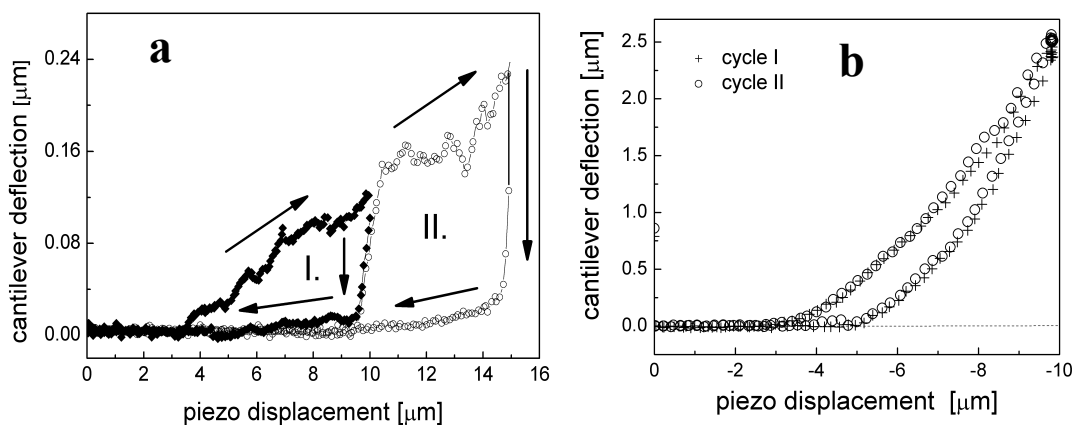 a
0.24
0.16
0.08
0.00
cantilever deflection [μm]
I.
II.
0 2 4 6 8 10 12 14 16
piezo displacement [μm]
b
+ cycle I
○ cycle II
2.5
2.0
1.5
1.0
0.5
0.0
cantilever deflection [μm]
0 -2 -4 -6 -8 -10
piezo displacement [μm]